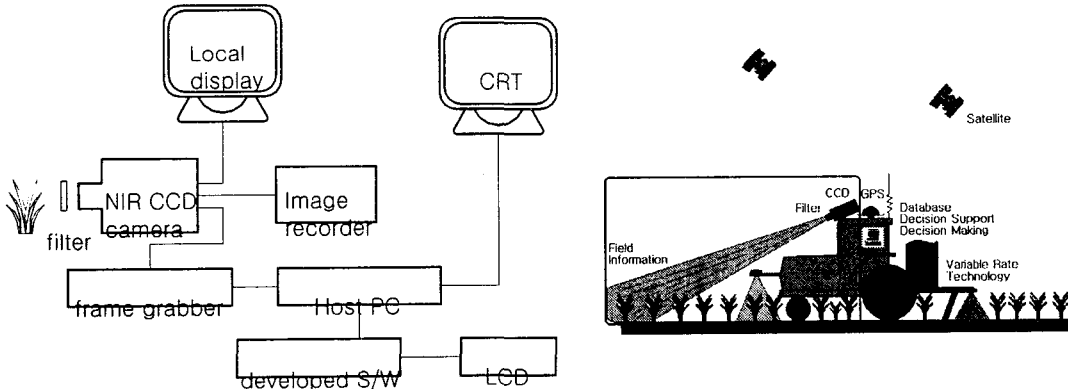 Local
display
CRT
NIR CCD
camera
Image
recorder
filter
frame grabber
Host PC
developed S/W
LCD
Satellite
CCD
GPS
Filter
Database
Decision Support
Decision Making
Field
Information
Variable Rate
Technology